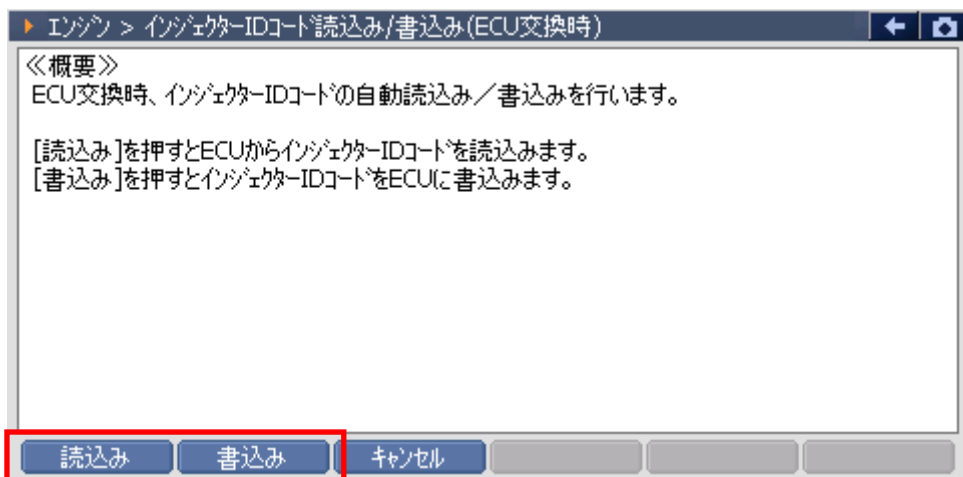 エンジン > インジェクターIDコード読込み/書込み(ECU交換時)
≪概要≫
ECU交換時、インジェクターIDコードの自動読込み／書込みを行います。
[読込み]を押すとECUからインジェクターIDコードを読込みます。
[書込み]を押すとインジェクターIDコードをECUに書込みます。
読込み 書込み キャンセル